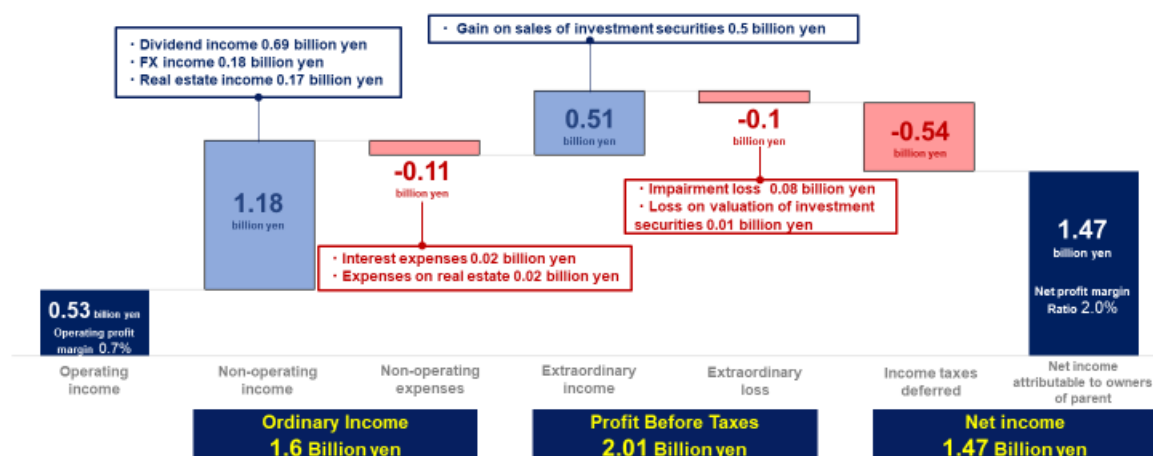 ・Dividend income 0.69 billion yen
・FX income 0.18 billion yen
・Real estate income 0.17 billion yen
・Gain on sales of investment securities 0.5 billion yen
1.18
billion yen
-0.11
billion yen
0.51
billion yen
-0.1
billion yen
-0.54
billion yen
・Impairment loss 0.08 billion yen
・Loss on valuation of investment
securities 0.01 billion yen
・Interest expenses 0.02 billion yen
・Expenses on real estate 0.02 billion yen
0.53 billion yen
Operating profit
margin 0.7%
1.47
billion yen
Net profit margin
Ratio 2.0%
Operating
income
Non-operating
income
Non-operating
expenses
Extraordinary
income
Extraordinary
loss
Income taxes
deferred
Net income
attributable to owners
of parent
Ordinary Income
1.6 Billion yen
Profit Before Taxes
2.01 Billion yen
Net income
1.47 Billion yen